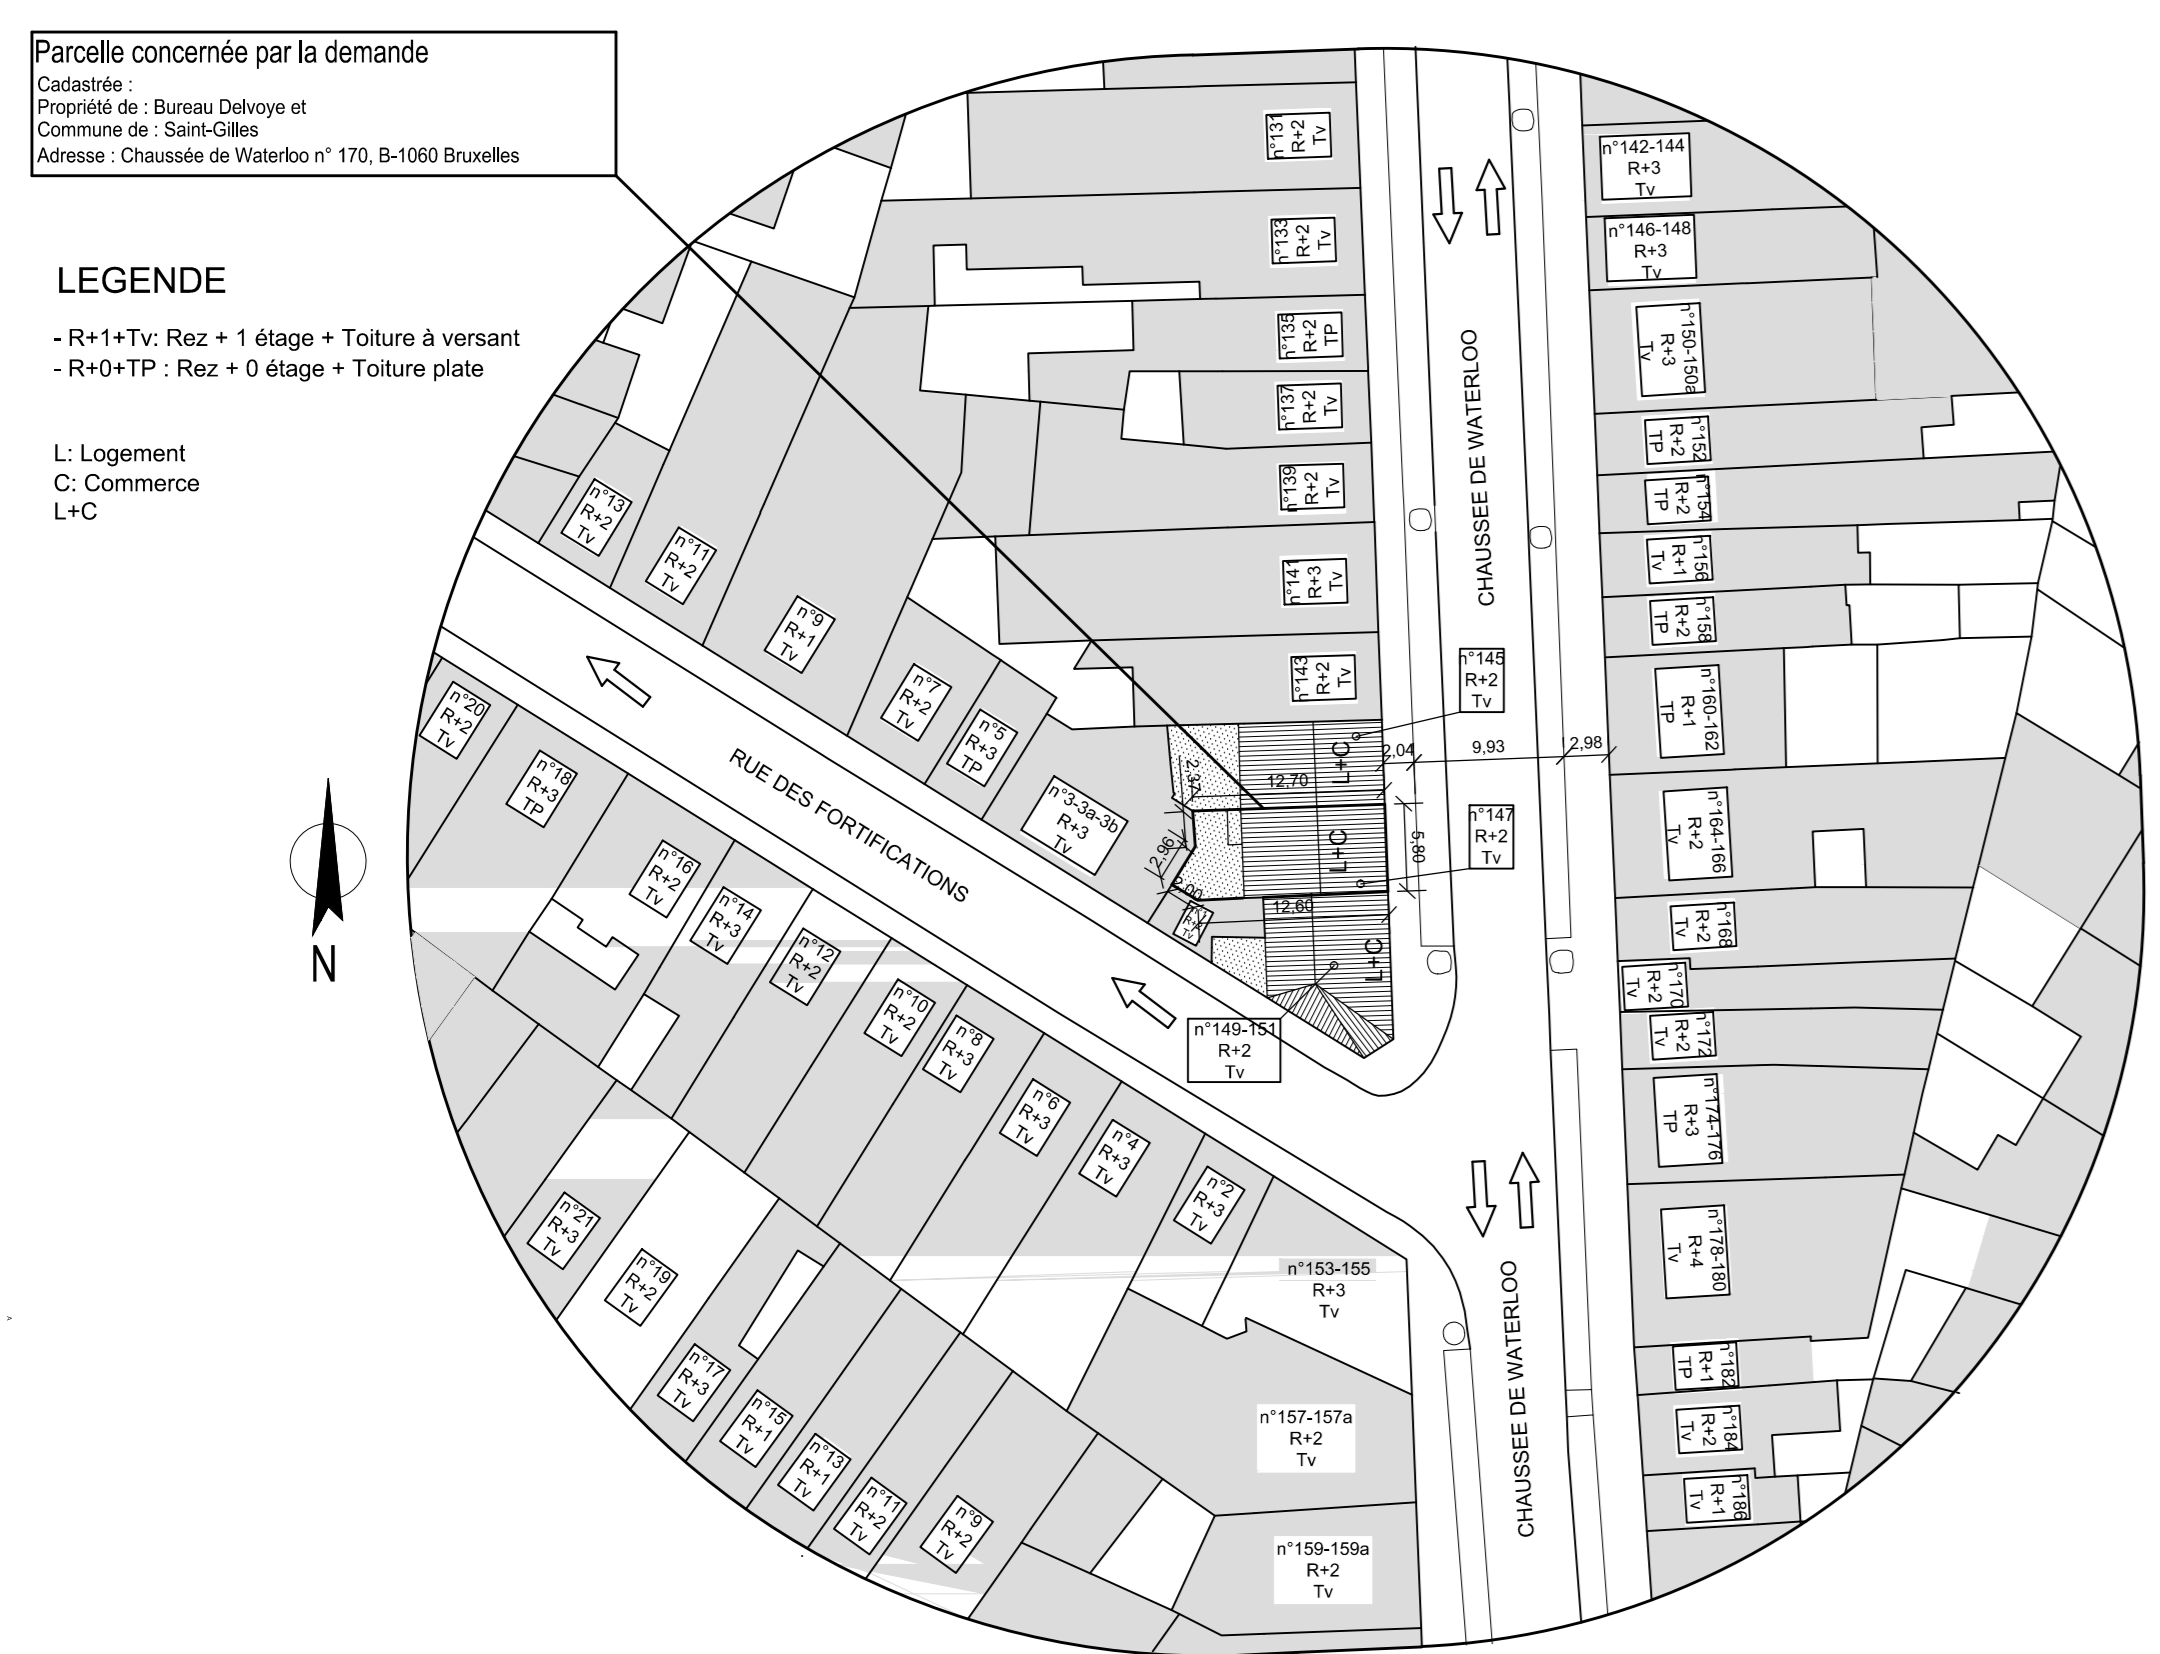 Parcelle concernée par la demande
Cadastrée :
Propriété de : Bureau Delvoye et
Commune de : Saint-Gilles
Adresse : Chaussée de Waterloo n° 170, B-1060 Bruxelles
LEGENDE
- R+1+Tv: Rez + 1 étage + Toiture à versant
- R+0+TP : Rez + 0 étage + Toiture plate
L: Logement
C: Commerce
L+C
N
n°131
R+2
Tv
n°133
R+2
Tv
n°135
R+2
TP
n°137
R+2
Tv
n°139
R+2
Tv
n°141
R+3
Tv
n°143
R+2
Tv
n°145
R+2
Tv
n°147
R+2
Tv
n°149-151
R+2
Tv
CHAUSSEE DE WATERLOO
n°142-144
R+3
Tv
n°146-148
R+3
Tv
n°150-150a
R+3
Tv
n°152
R+2
TP
n°154
R+2
TP
n°156
R+1
Tv
n°158
R+2
TP
n°160-162
R+1
TP
n°164-166
R+2
Tv
n°168
R+2
Tv
n°170
R+2
Tv
n°172
R+2
Tv
n°174-176
R+3
TP
n°178-180
R+4
Tv
n°182
R+1
TP
n°184
R+2
Tv
n°186
R+1
Tv
2,04
9,93
2,98
12,70
2,37
5,80
2,96
2,00
12,60
L+C
L+C
L+C
n°13
R+2
Tv
n°11
R+2
Tv
n°9
R+1
Tv
n°7
R+2
Tv
n°5
R+3
TP
n°3-3a-3b
R+3
Tv
RUE DES FORTIFICATIONS
n°20
R+2
Tv
n°18
R+3
TP
n°16
R+2
Tv
n°14
R+3
Tv
n°12
R+2
Tv
n°10
R+2
Tv
n°8
R+3
Tv
n°6
R+3
Tv
n°4
R+3
Tv
n°2
R+3
Tv
n°153-155
R+3
Tv
n°157-157a
R+2
Tv
n°159-159a
R+2
Tv
CHAUSSEE DE WATERLOO
n°21
R+3
Tv
n°19
R+2
Tv
n°17
R+3
Tv
n°15
R+1
Tv
n°13
R+1
Tv
n°11
R+2
Tv
n°9
R+2
Tv